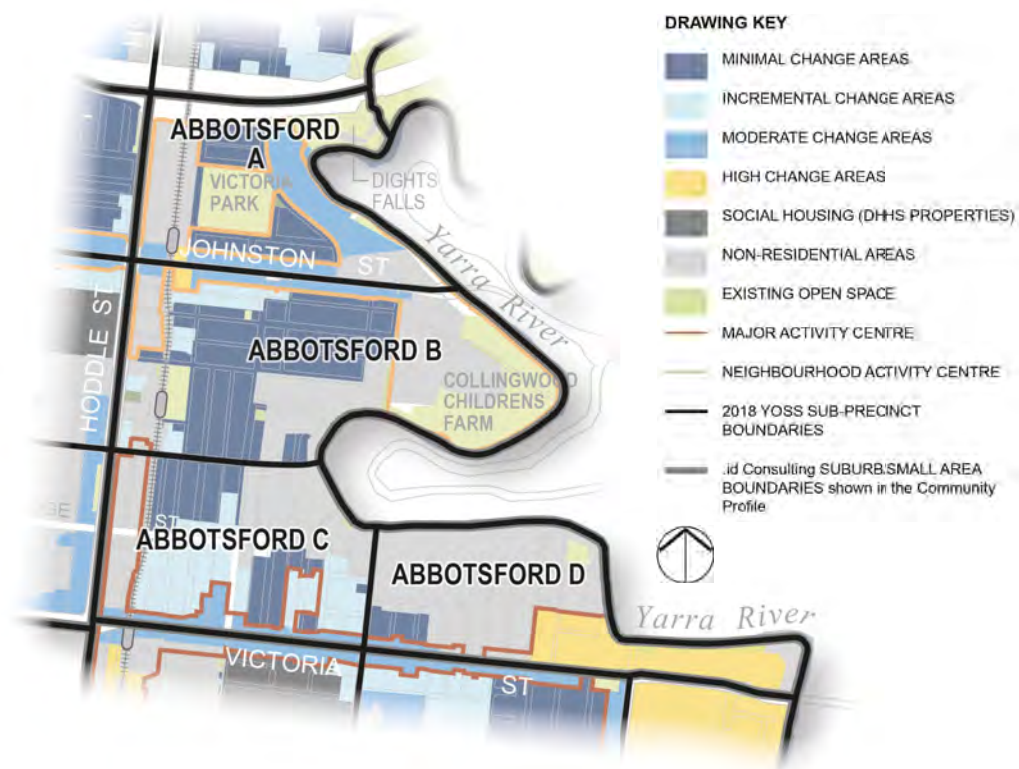 ABBOTSFORD
A
VICTORIA
PARK
DIGHTS
FALLS
JOHNSTON ST
Yarra River
HODDLE ST
ABBOTSFORD B
COLLINGWOOD
CHILDRENS
FARM
ST
ABBOTSFORD C
ABBOTSFORD D
Yarra River
VICTORIA ST
DRAWING KEY
MINIMAL CHANGE AREAS
INCREMENTAL CHANGE AREAS
MODERATE CHANGE AREAS
HIGH CHANGE AREAS
SOCIAL HOUSING (DHHS PROPERTIES)
NON-RESIDENTIAL AREAS
EXISTING OPEN SPACE
MAJOR ACTIVITY CENTRE
NEIGHBOURHOOD ACTIVITY CENTRE
2018 YOSS SUB-PRECINCT
BOUNDARIES
.id Consulting SUBURB/SMALL AREA
BOUNDARIES shown in the Community
Profile